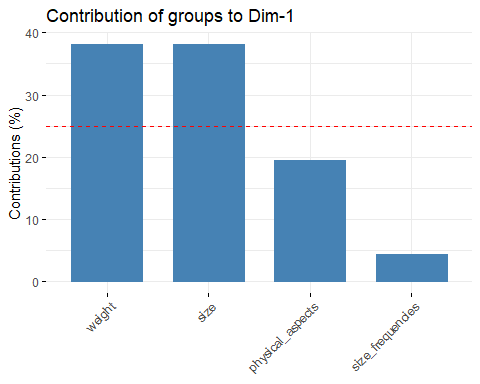 Contribution of groups to Dim-1
Contributions (%)
40
30
20
10
0
weight
size
physical_aspects
size_frequencies